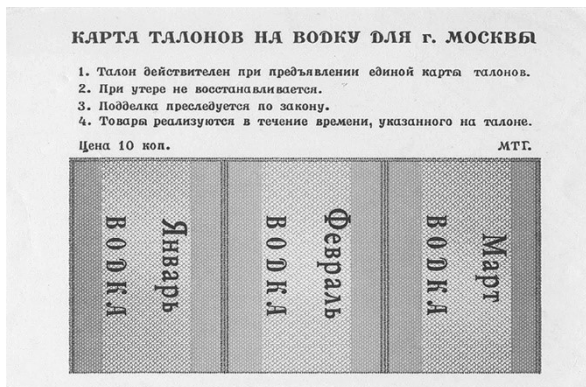 КАРТА ТАЛОНОВ НА ВОДКУ ДЛЯ г. МОСКВЫ
1. Талон действителен при предъявлении единой карты талонов.
2. При утере не восстанавливается.
3. Подделка преследуется по закону.
4. Товары реализуются в течение времени, указанного на талоне.
Цена 10 коп. МТГ.
Январь
ВОДКА
Февраль
ВОДКА
Март
ВОДКА